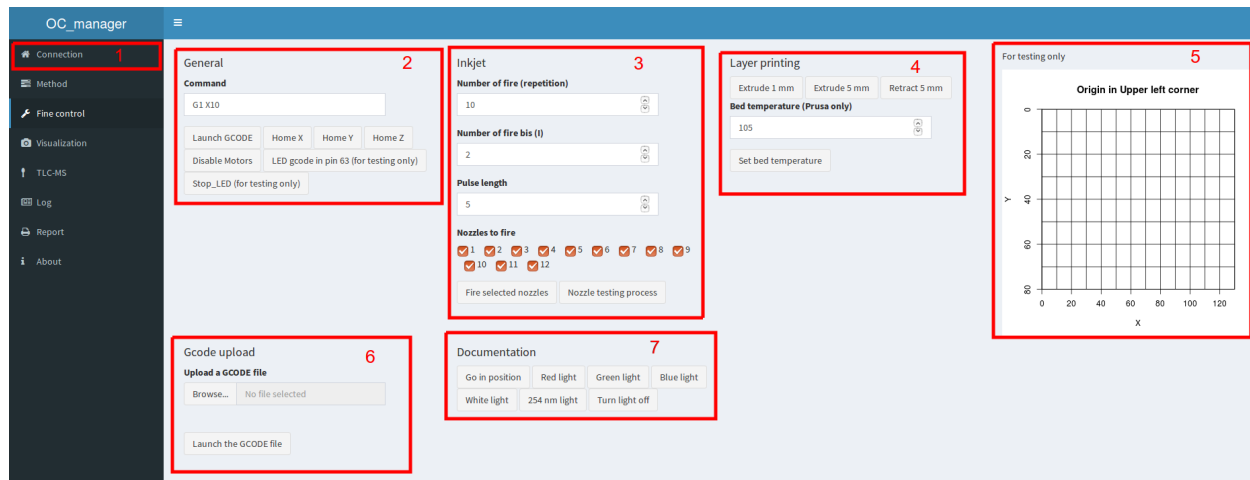 OC_manager
Connection 1
Method
Fine control
Visualization
TLC-MS
Log
Report
About
General 2
Command
G1 X10
Launch GCODE Home X Home Y Home Z
Disable Motors LED gcode in pin 63 (for testing only)
Stop_LED (for testing only)
Inkjet 3
Number of fire (repetition)
10
Number of fire bis (I)
2
Pulse length
5
Nozzles to fire
1 2 3 4 5 6 7 8 9
10 11 12
Fire selected nozzles Nozzle testing process
Layer printing 4
Extrude 1 mm Extrude 5 mm Retract 5 mm
Bed temperature (Prusa only)
105
Set bed temperature
For testing only 5
Origin in Upper left corner
0
20
40
60
80
Y
0 20 40 60 80 100 120
X
Gcode upload 6
Upload a GCODE file
Browse... No file selected
Launch the GCODE file
Documentation 7
Go in position Red light Green light Blue light
White light 254 nm light Turn light off